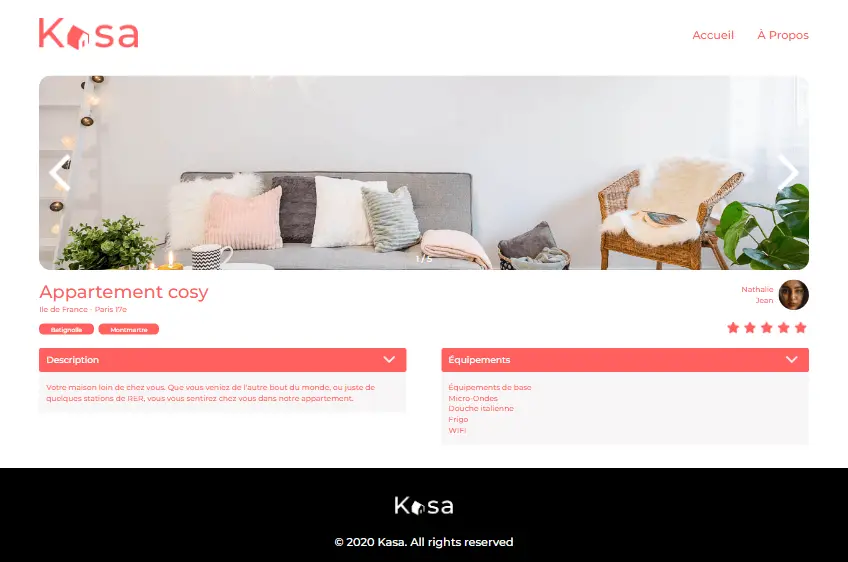 Kasa
Accueil À Propos
1 / 5
Appartement cosy
Ile de France - Paris 17e
Batignolle Montmartre
Nathalie
Jean
Description
Votre maison loin de chez vous. Que vous veniez de l'autre bout du monde, ou juste de
quelques stations de RER, vous vous sentirez chez vous dans notre appartement.
Équipements
Équipements de base
Micro-Ondes
Douche italienne
Frigo
WIFI
Kasa
© 2020 Kasa. All rights reserved